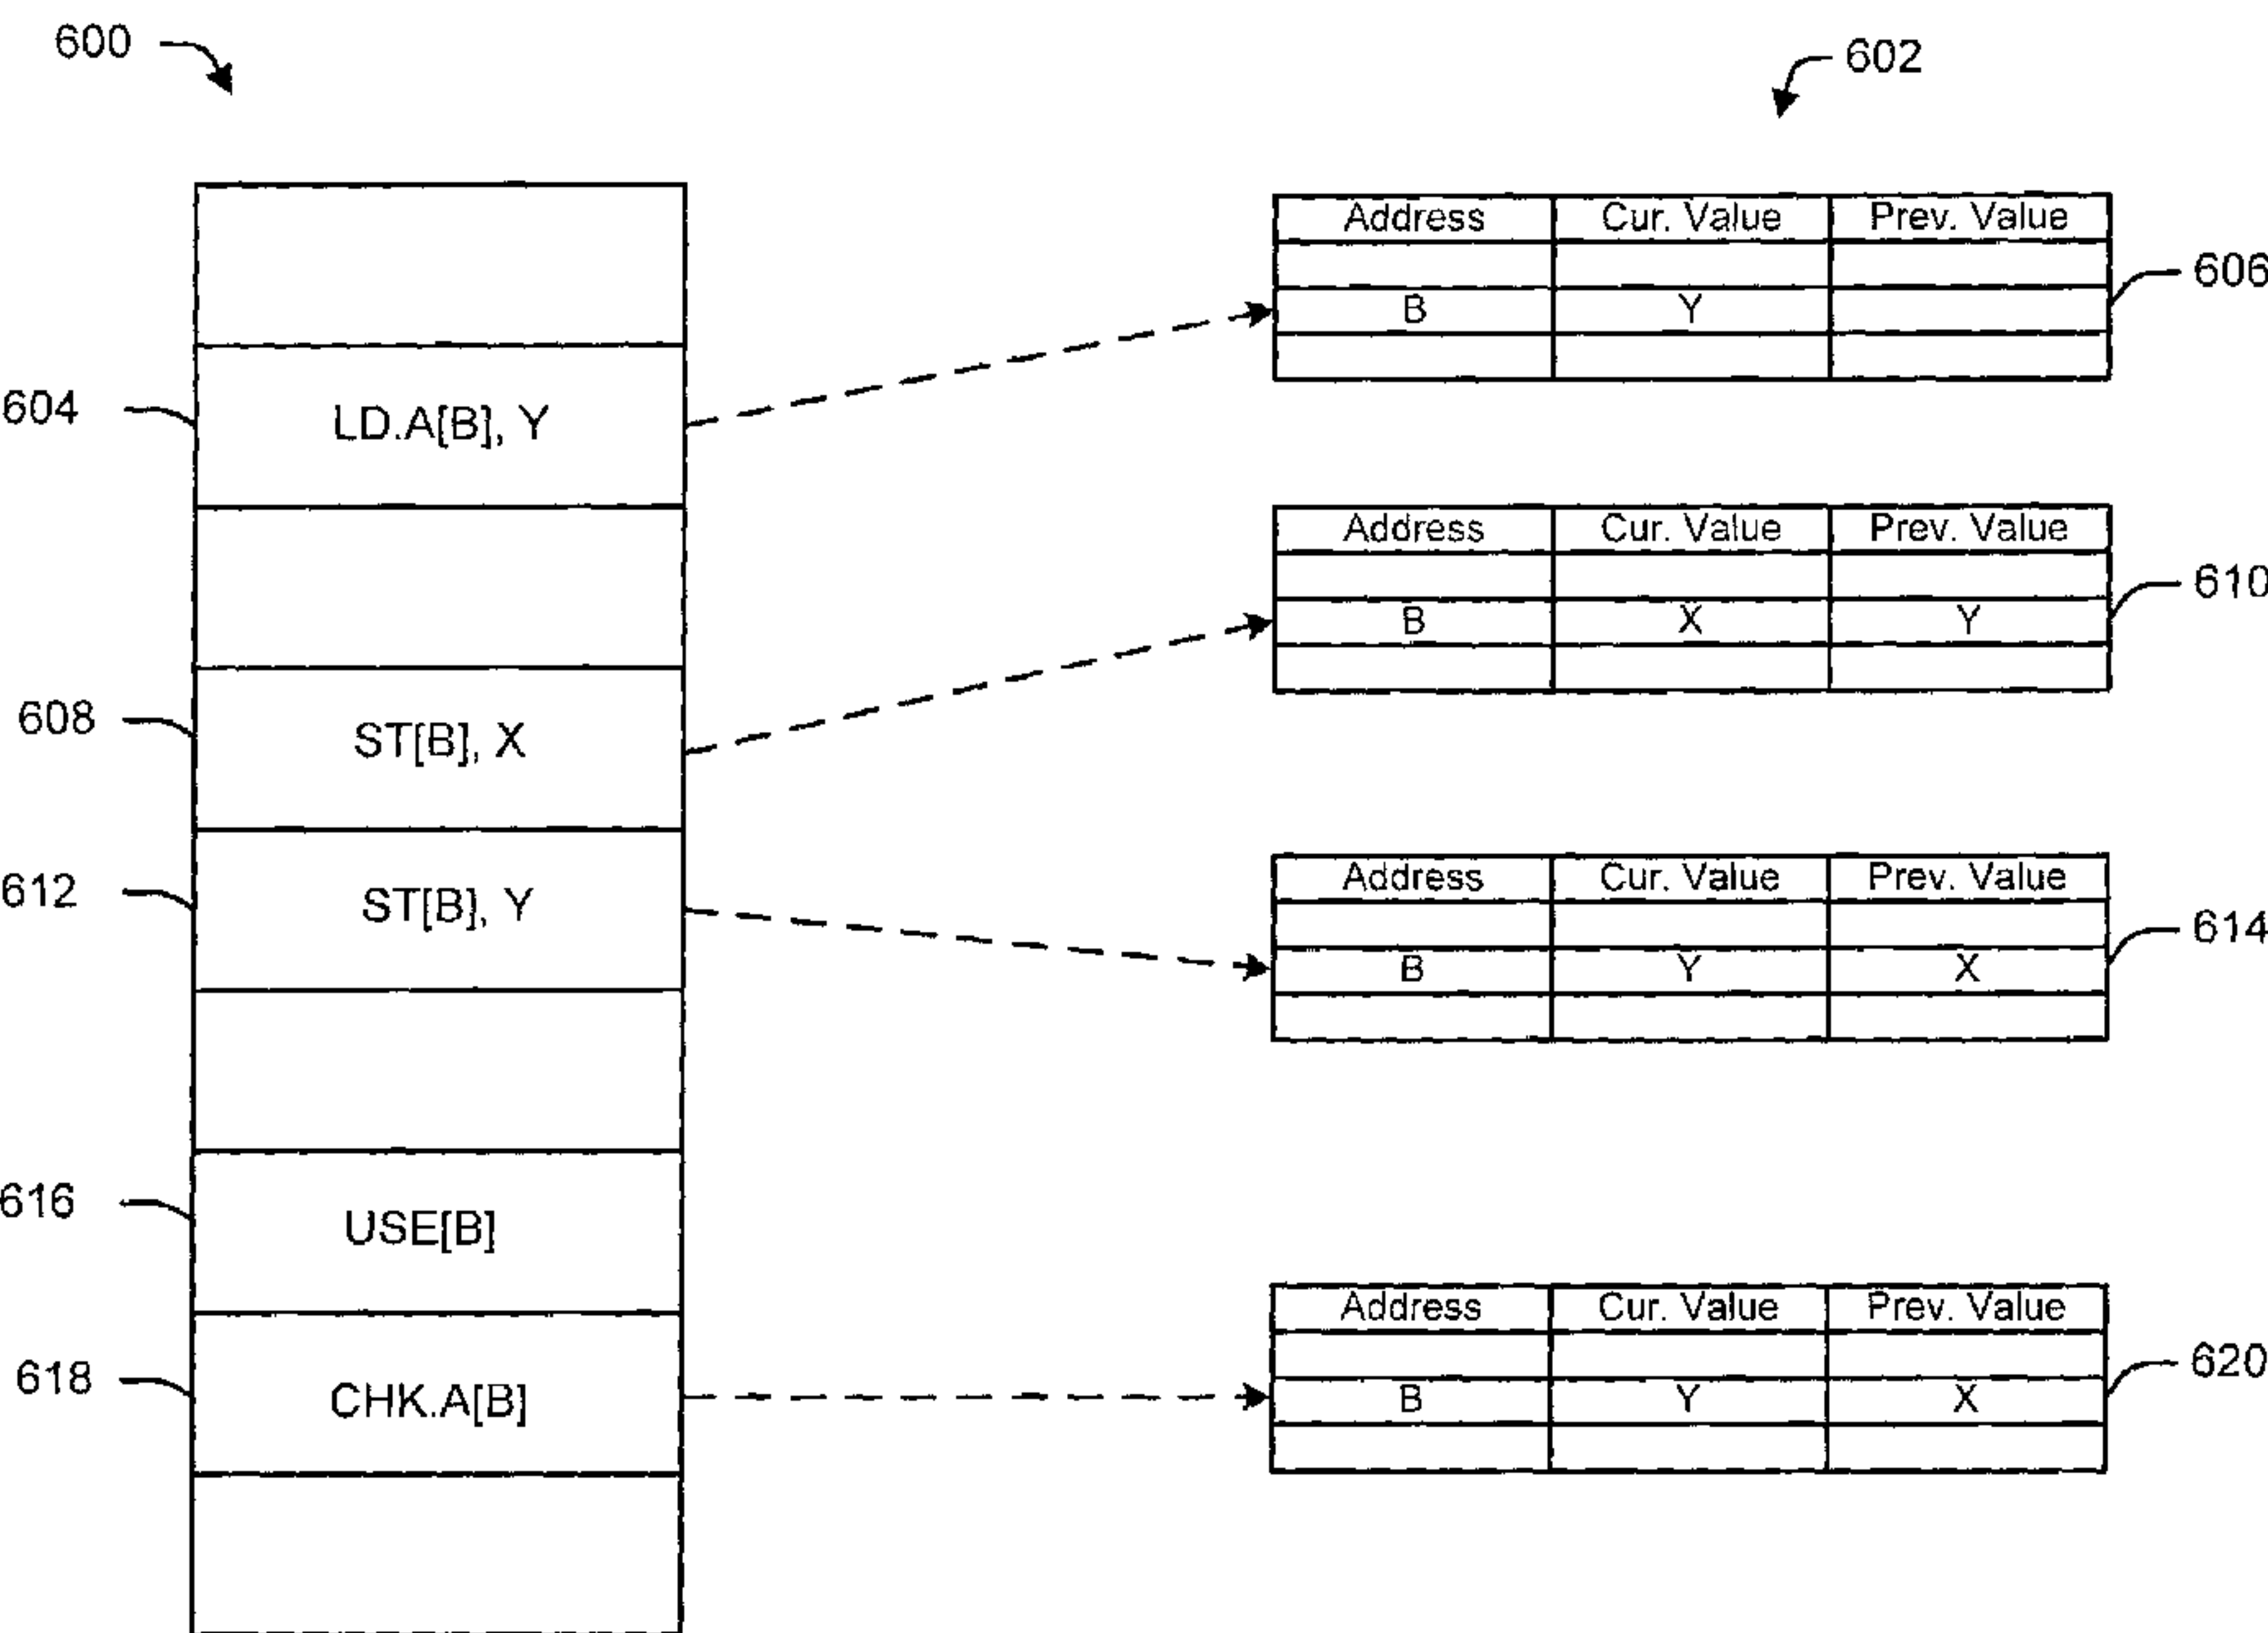 600
602
Address Cur. Value Prev. Value
606
B Y
604
LD.A[B], Y
Address Cur. Value Prev. Value
610
B X Y
608
ST[B], X
Address Cur. Value Prev. Value
612
ST[B], Y
614
B Y X
616
USE[B]
Address Cur. Value Prev. Value
620
618
CHK.A[B]
B Y X